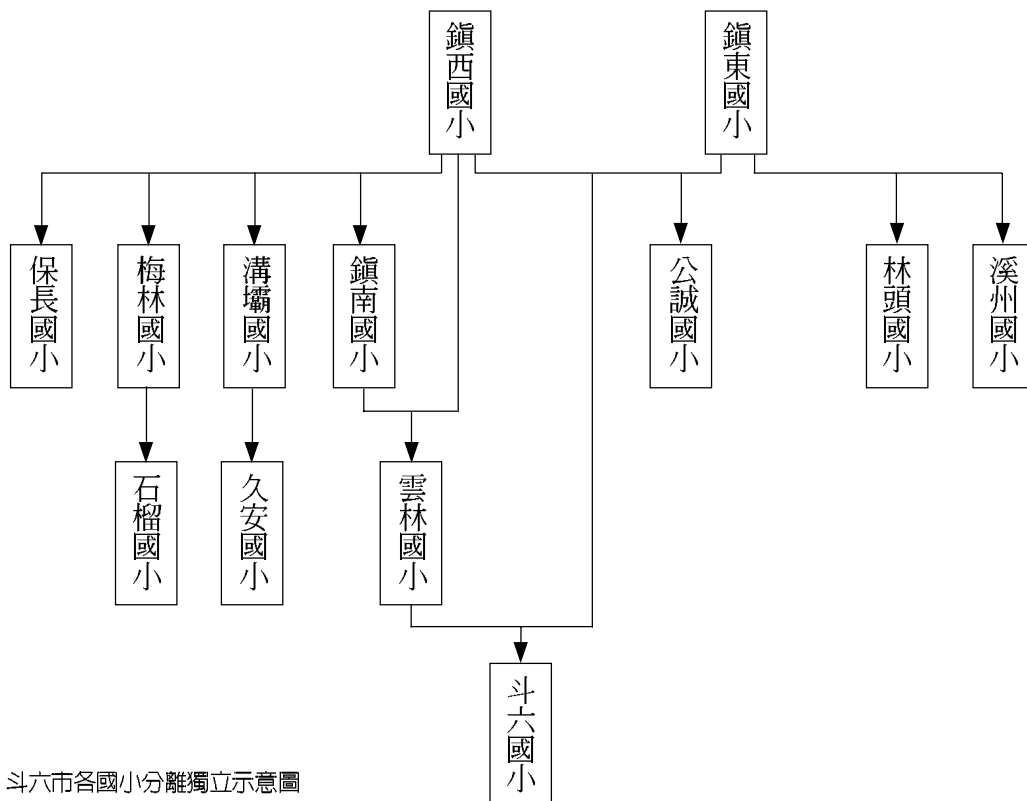 鎮西國小
鎮東國小
保長國小
梅林國小
溝壩國小
鎮南國小
公誠國小
林頭國小
溪州國小
石榴國小
久安國小
雲林國小
斗六國小
斗六市各國小分離獨立示意圖